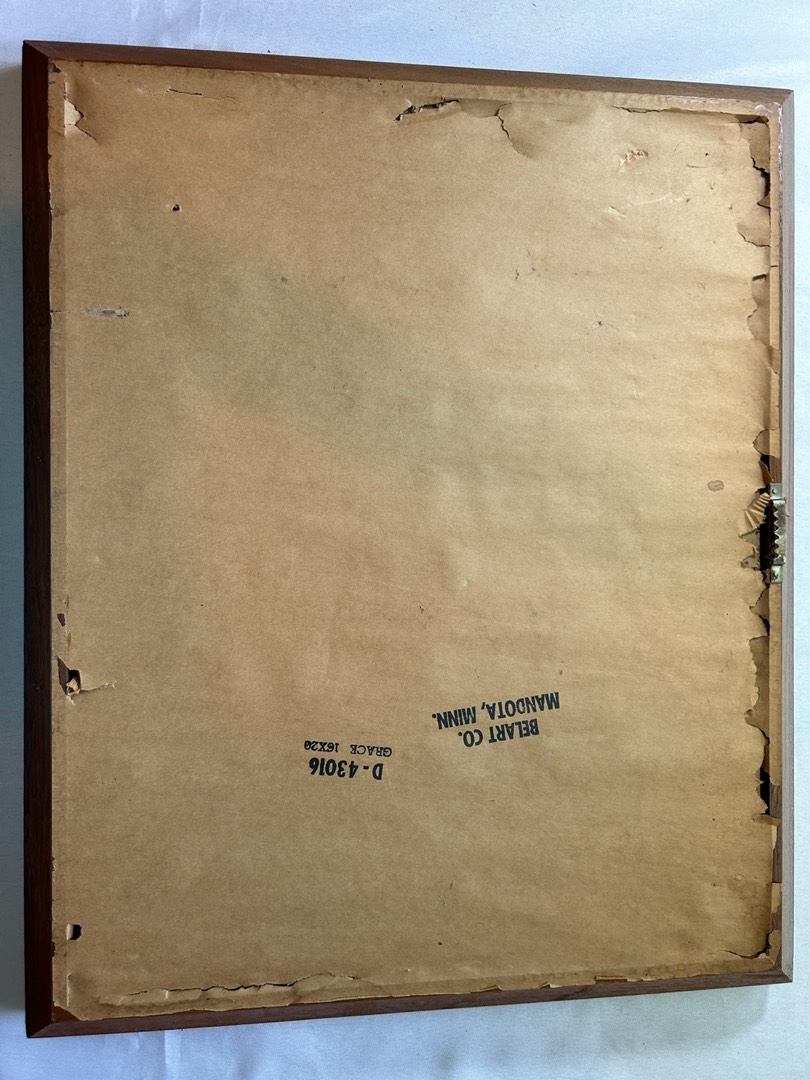 BELART CO.
MANDOTA, MINN.
D-43016
GRACE 16X20